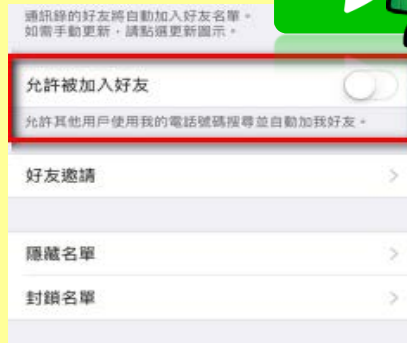 通訊錄的好友將自動加入好友名單。
如需手動更新,請點選更新圖示。
允許被加入好友
允許其他用戶使用我的電話號碼搜尋並自動加我好友。
好友邀請
隱藏名單
封鎖名單